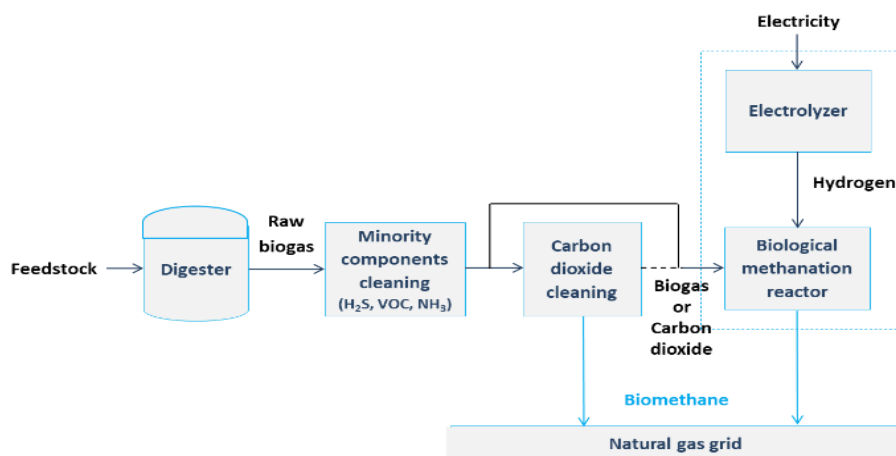 Electricity
Electrolyzer
Hydrogen
Feedstock
Digester
Raw
biogas
Minority
components
cleaning
(H₂S, VOC, NH₃)
Carbon
dioxide
cleaning
Biogas
or
Carbon
dioxide
Biological
methanation
reactor
Biomethane
Natural gas grid